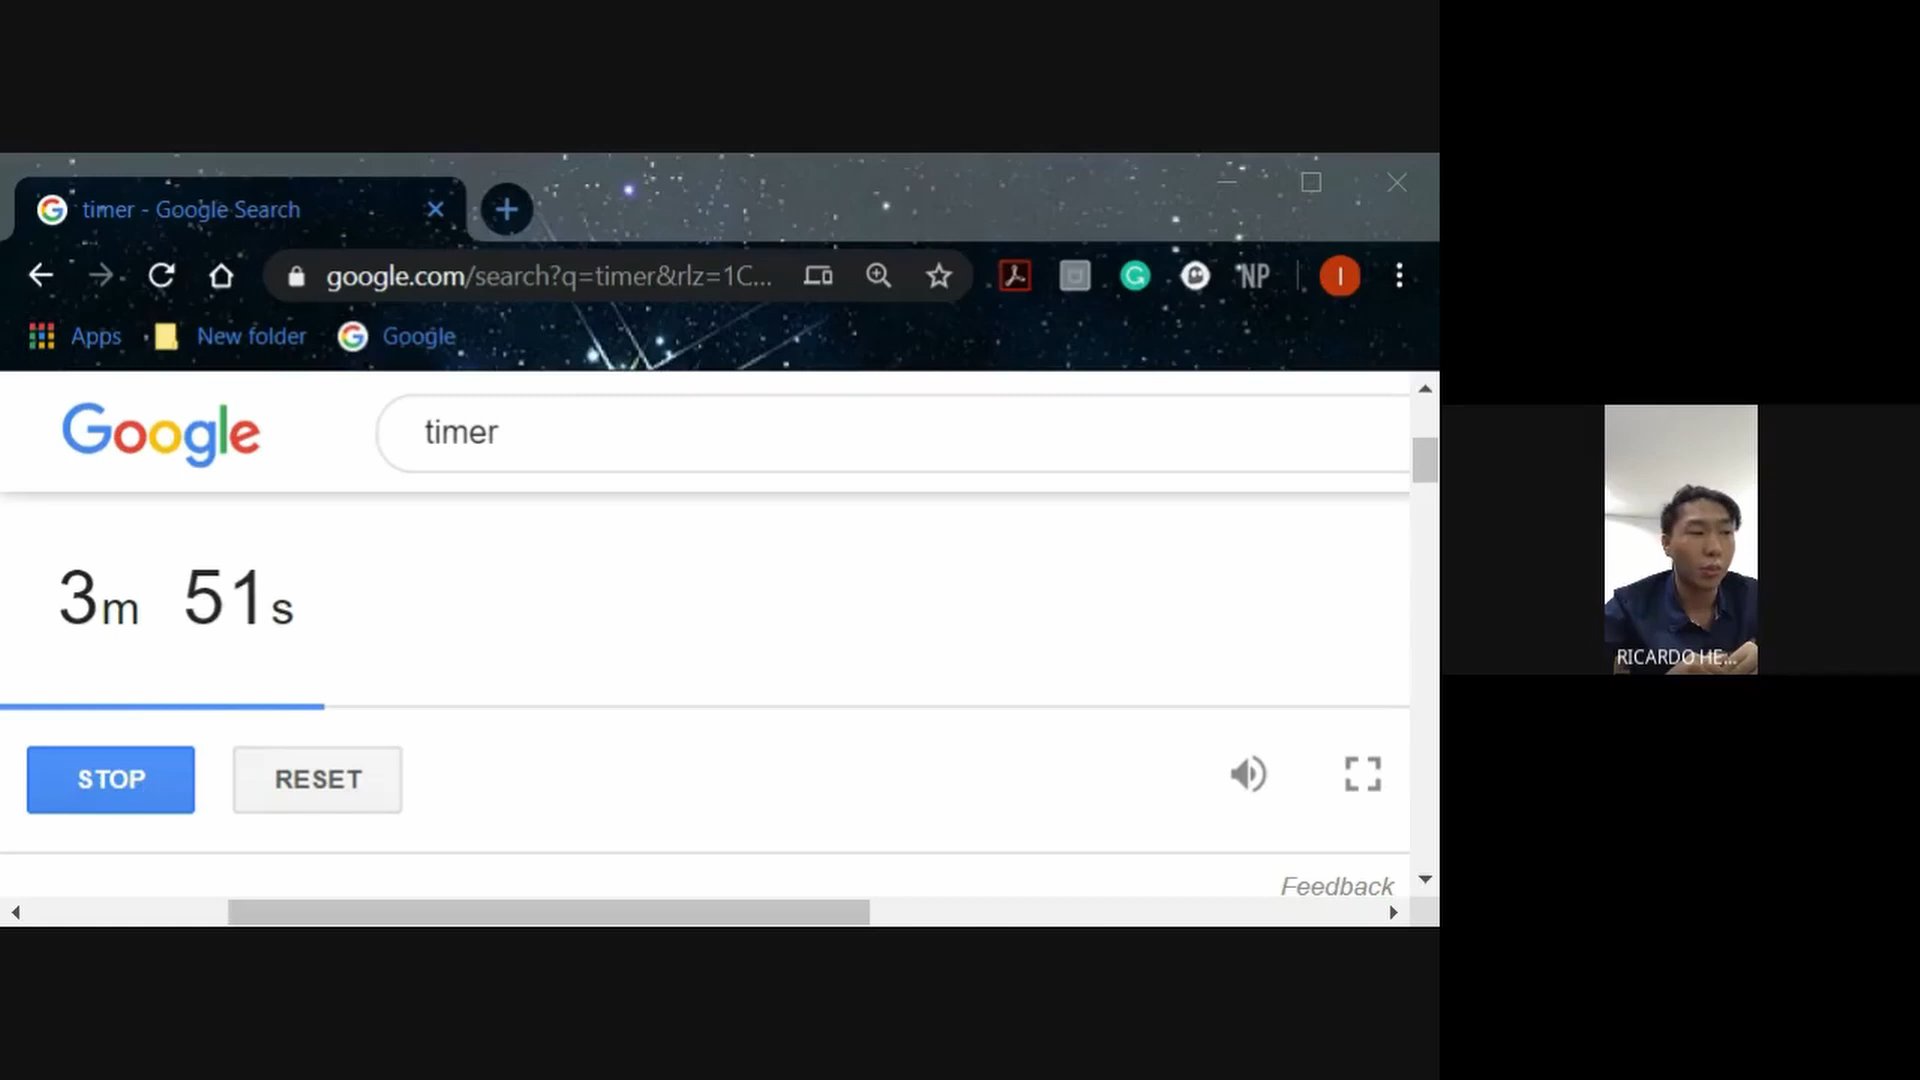 timer - Google Search
google.com/search?q=timer&rlz=1C...
NP
I
Apps
New folder
Google
Google
timer
3m 51s
STOP
RESET
Feedback
RICARDO HE...